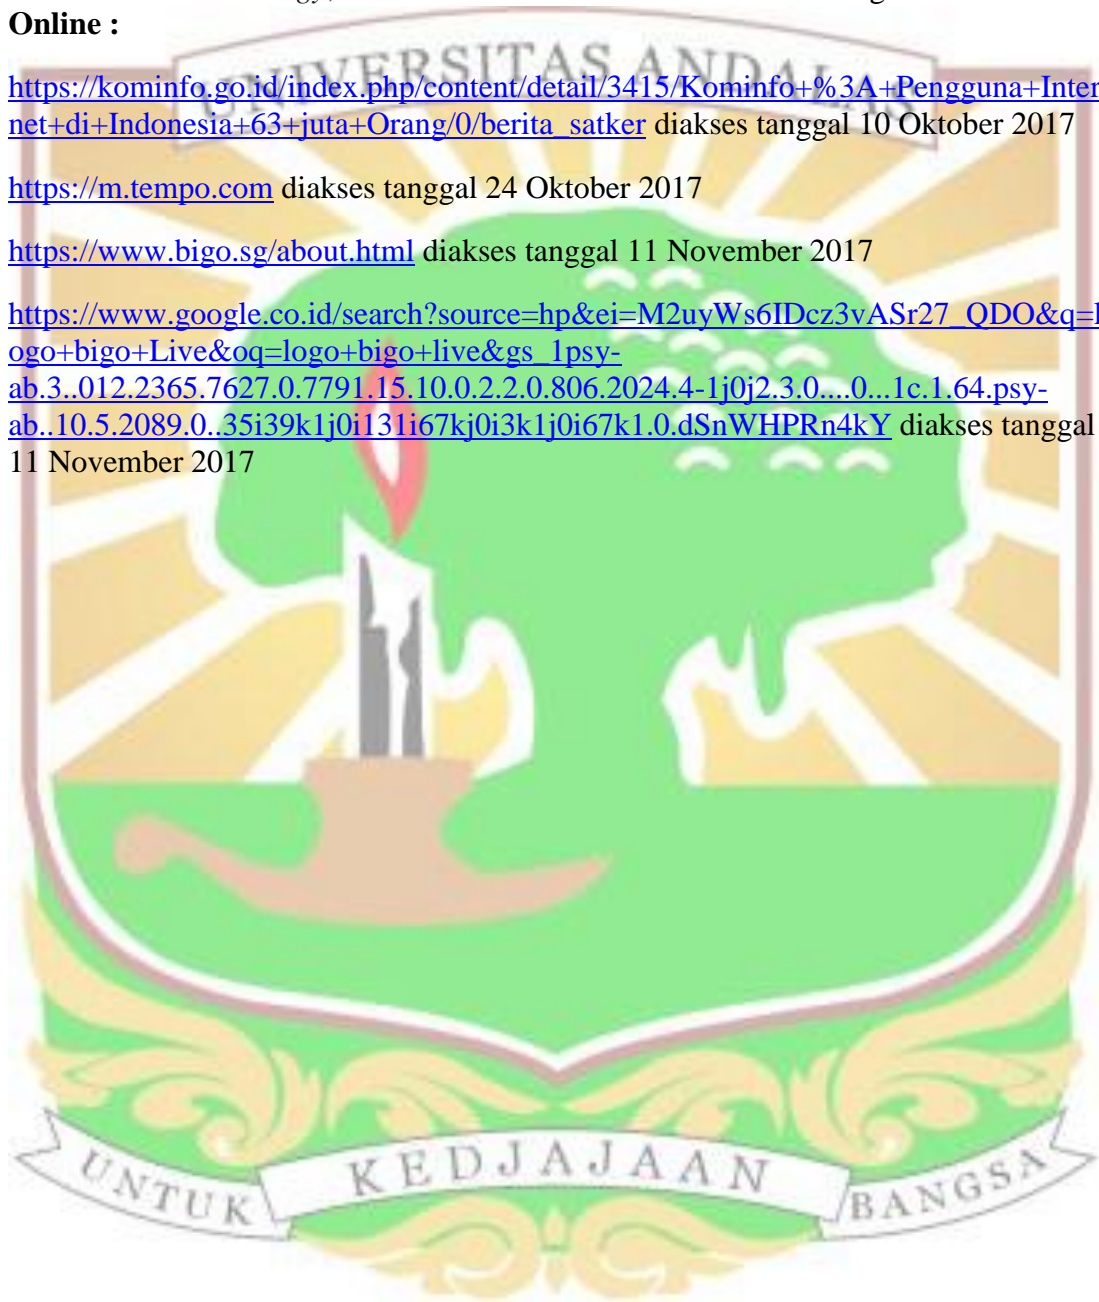 gy,
Online :
UNIVERSITAS ANDALAS
https://kominfo.go.id/index.php/content/detail/3415/Kominfo+%3A+Pengguna+Inter
net+di+Indonesia+63+juta+Orang/0/berita_satker diakses tanggal 10 Oktober 2017
https://m.tempo.com diakses tanggal 24 Oktober 2017
https://www.bigo.sg/about.html diakses tanggal 11 November 2017
https://www.google.co.id/search?source=hp&ei=M2uyWs6IDcz3vASr27_QDO&q=l
ogo+bigo+Live&oq=logo+bigo+live&gs_1psy-
ab.3..012.2365.7627.0.7791.15.10.0.2.2.0.806.2024.4-1j0j2.3.0....0...1c.1.64.psy-
ab..10.5.2089.0..35i39k1j0i131i67kj0i3k1j0i67k1.0.dSnWHPRn4kY diakses tanggal
11 November 2017
UNTUK KEDJAJAAN BANGSA